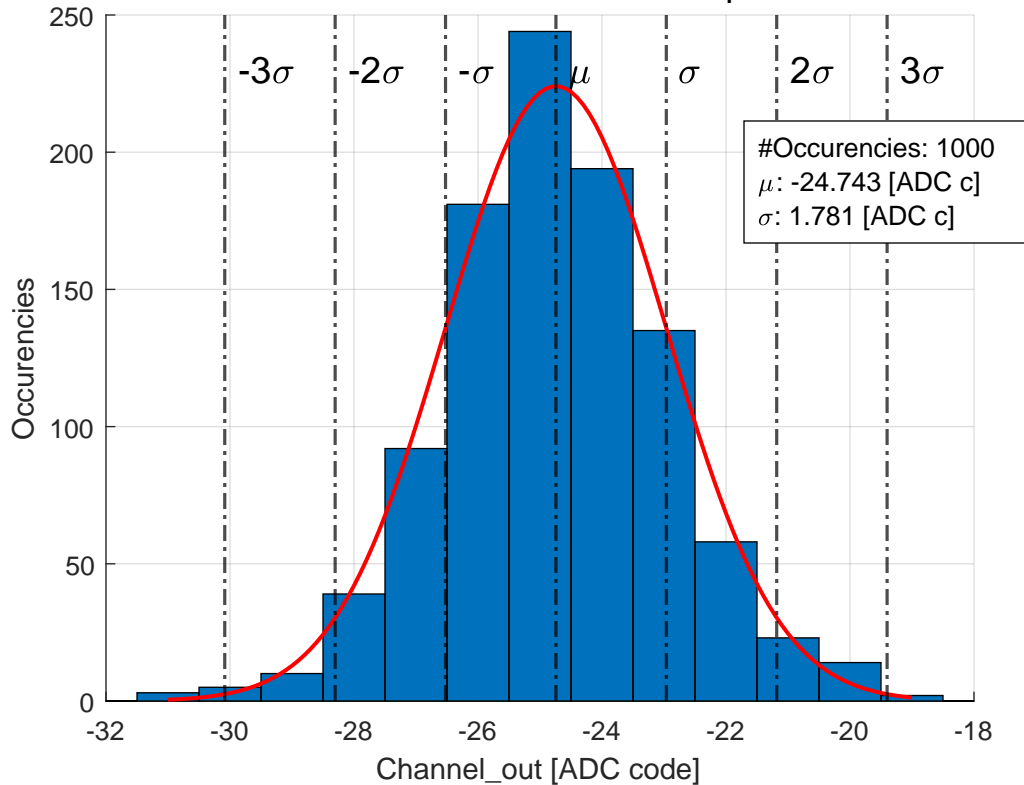 250
200
150
100
50
0
Occurencies
-3σ -2σ -σ μ σ 2σ 3σ
#Occurencies: 1000
μ: -24.743 [ADC c]
σ: 1.781 [ADC c]
-32 -30 -28 -26 -24 -22 -20 -18
Channel_out [ADC code]